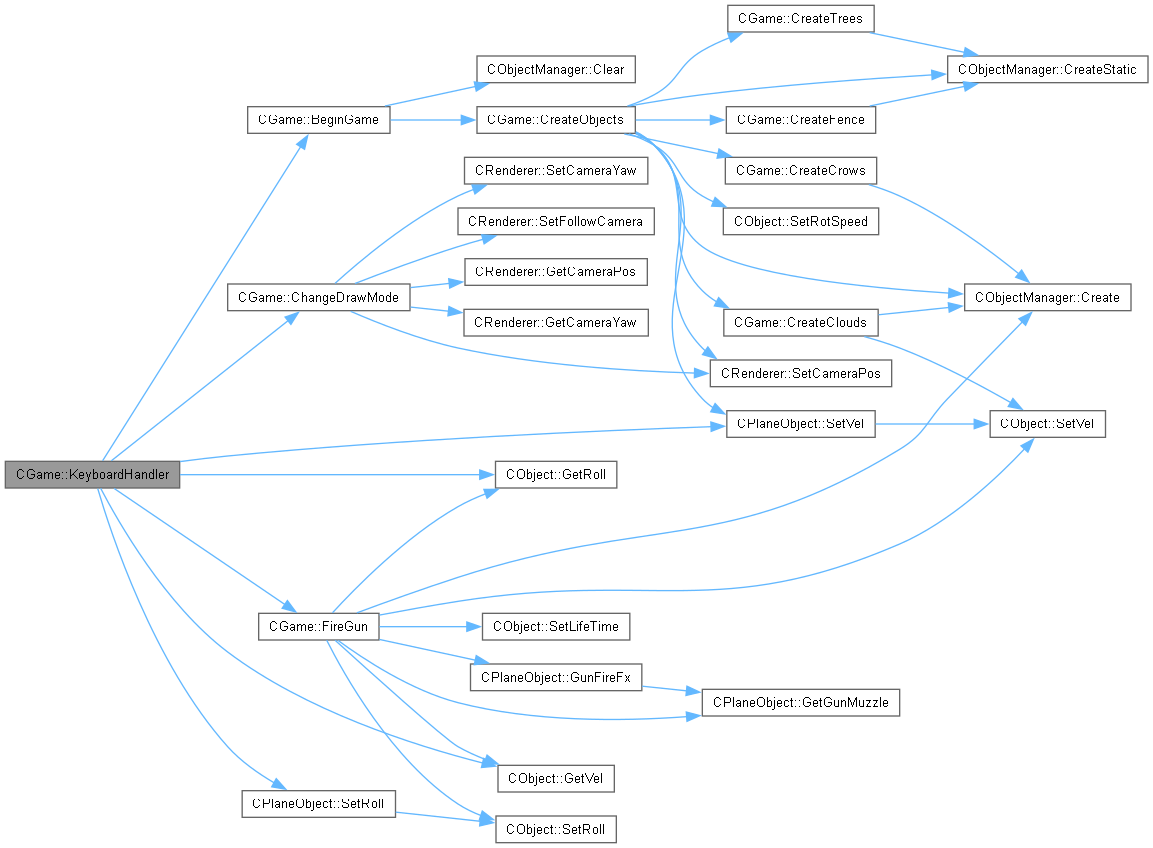 CGame::CreateTrees
CObjectManager::Clear
CObjectManager::CreateStatic
CGame::BeginGame
CGame::CreateObjects
CGame::CreateFence
CRenderer::SetCameraYaw
CGame::CreateCrows
CRenderer::SetFollowCamera
CObject::SetRotSpeed
CRenderer::GetCameraPos
CGame::ChangeDrawMode
CObjectManager::Create
CRenderer::GetCameraYaw
CGame::CreateClouds
CRenderer::SetCameraPos
CPlaneObject::SetVel
CObject::SetVel
CGame::KeyboardHandler
CObject::GetRoll
CGame::FireGun
CObject::SetLifeTime
CPlaneObject::GunFireFx
CPlaneObject::GetGunMuzzle
CObject::GetVel
CPlaneObject::SetRoll
CObject::SetRoll